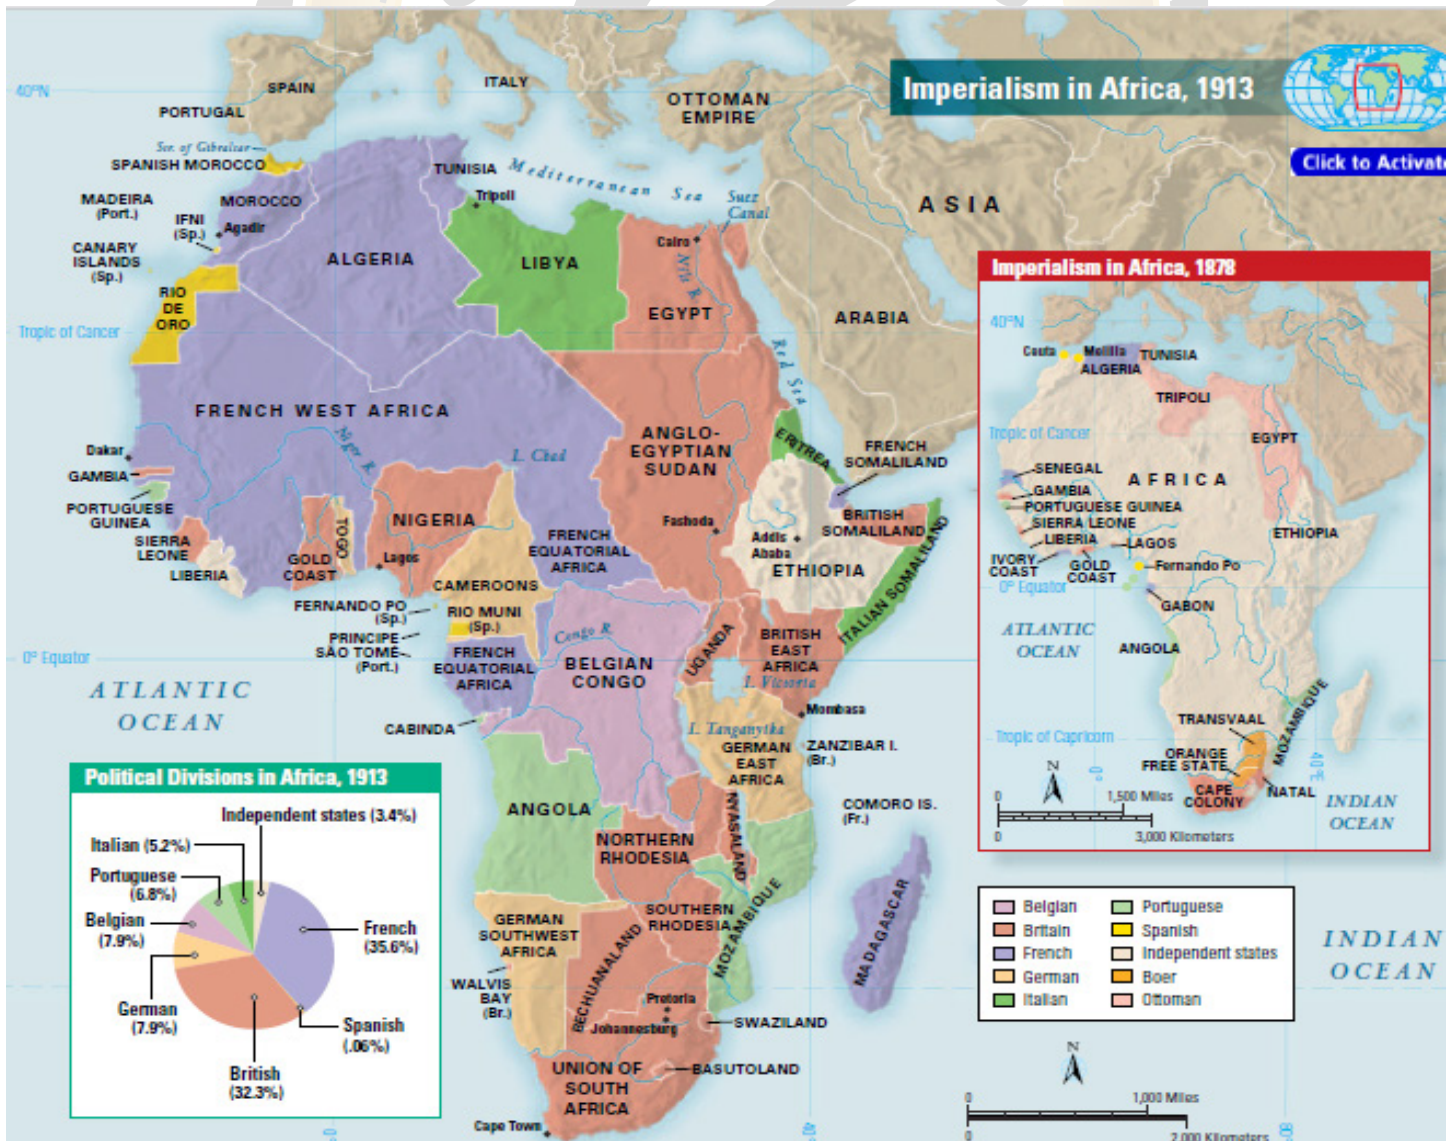 Imperialism in Africa, 1913
Click to Activate
40°N
SPAIN
PORTUGAL
ITALY
OTTOMAN
EMPIRE
Str. of Gibraltar
SPANISH MOROCCO
TUNISIA
Mediterranean Sea
Suez
Canal
ASIA
MADEIRA
(Port.)
MOROCCO
Tripoli
IFNI
(Sp.)
Agadir
Cairo
CANARY
ISLANDS
(Sp.)
ALGERIA
LIBYA
Nile R.
RIO
DE
ORO
EGYPT
ARABIA
Tropic of Cancer
Red Sea
FRENCH WEST AFRICA
Niger R.
ANGLO-
EGYPTIAN
SUDAN
ERITREA
FRENCH
SOMALILAND
Dakar
L. Chad
GAMBIA
PORTUGUESE
GUINEA
NIGERIA
BRITISH
SOMALILAND
Fashoda
SIERRA
LEONE
TOGO
Addis
Ababa
LIBERIA
GOLD
COAST
Lagos
FRENCH
EQUATORIAL
AFRICA
ETHIOPIA
ITALIAN SOMALILAND
CAMEROONS
FERNANDO PO
(Sp.)
RIO MUNI
(Sp.)
Congo R.
UGANDA
BRITISH
EAST
AFRICA
PRINCIPE
SÃO TOMÉ
(Port.)
0° Equator
FRENCH
EQUATORIAL
AFRICA
BELGIAN
CONGO
L. Victoria
ATLANTIC
OCEAN
Mombasa
CABINDA
L. Tanganyika
GERMAN
EAST
AFRICA
ZANZIBAR I.
(Br.)
ANGOLA
COMORO IS.
(Fr.)
NORTHERN
RHODESIA
NYASALAND
MADAGASCAR
GERMAN
SOUTHWEST
AFRICA
SOUTHERN
RHODESIA
MOZAMBIQUE
BECHUANALAND
WALVIS
BAY
(Br.)
Pretoria
Johannesburg
SWAZILAND
UNION OF
SOUTH
AFRICA
BASUTOLAND
Cape Town
INDIAN
OCEAN
0°
40°
80°
Political Divisions in Africa, 1913
Independent states (3.4%)
Italian (5.2%)
Portuguese
(6.8%)
Belgian
(7.9%)
French
(35.6%)
German
(7.9%)
Spanish
(.06%)
British
(32.3%)
Imperialism in Africa, 1878
40°N
Ceuta
Melilla
TUNISIA
ALGERIA
TRIPOLI
Tropic of Cancer
EGYPT
SENEGAL
AFRICA
GAMBIA
PORTUGUESE GUINEA
SIERRA LEONE
LIBERIA
LAGOS
ETHIOPIA
IVORY
COAST
GOLD
COAST
Fernando Po
0° Equator
GABON
ATLANTIC
OCEAN
ANGOLA
MOZAMBIQUE
TRANSVAAL
Tropic of Capricorn
ORANGE
FREE STATE
CAPE
COLONY
NATAL
INDIAN
OCEAN
0°
40°E
N
0 1,500 Miles
0 3,000 Kilometers
Belgian
Britain
French
German
Italian
Portuguese
Spanish
Independent states
Boer
Ottoman
N
0 1,000 Miles
0 2,000 Kilometers